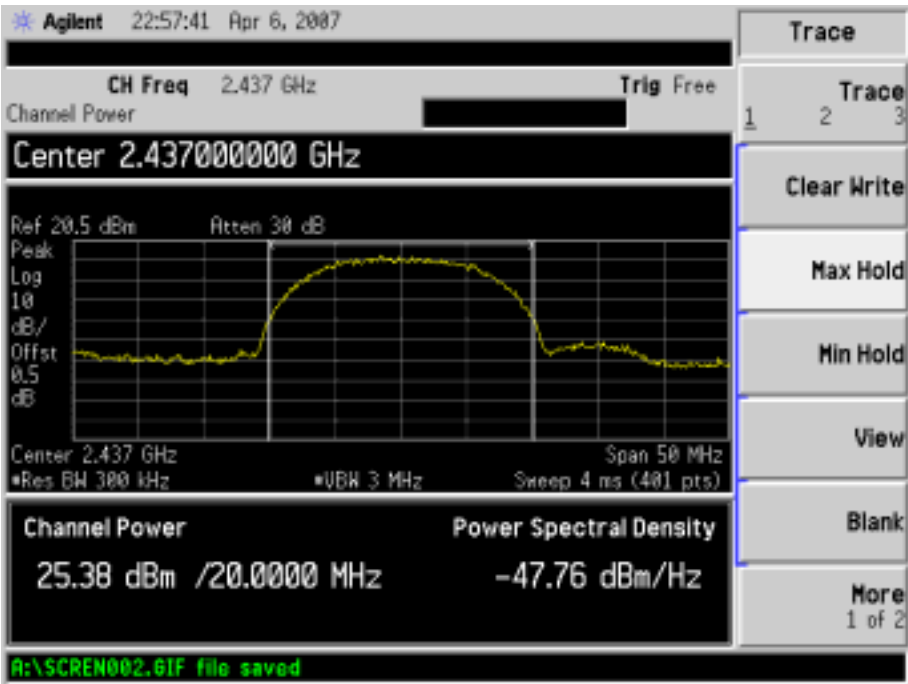 Agilent 22:57:41 Apr 6, 2007
Trace
CH Freq 2.437 GHz
Trig Free
Channel Power
Center 2.437000000 GHz
Ref 20.5 dBm
Atten 30 dB
Peak
Log
10
dB/
Offst
0.5
dB
Center 2.437 GHz
Span 50 MHz
*Res BW 300 kHz
*VBW 3 MHz
Sweep 4 ms (401 pts)
Channel Power
Power Spectral Density
25.38 dBm /20.0000 MHz
-47.76 dBm/Hz
A:\SCREN002.GIF file saved
Trace
1 2 3
Clear Write
Max Hold
Min Hold
View
Blank
More
1 of 2